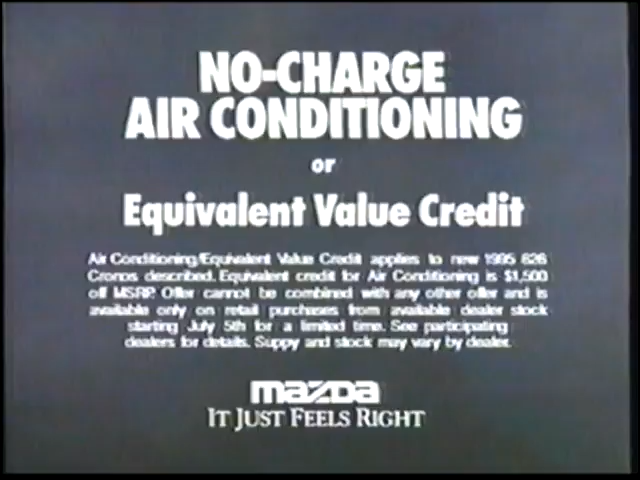 NO-CHARGE
AIR CONDITIONING
or
Equivalent Value Credit
Air Conditioning/Equivalent Value Credit applies to new 1995 626
Cronos described. Equivalent credit for Air Conditioning is $1,500
off MSRP. Offer cannot be combined with any other offer and is
available only on retail purchases from available dealer stock
starting July 5th for a limited time. See participating
dealers for details. Suppy and stock may vary by dealer.
mazda
IT JUST FEELS RIGHT